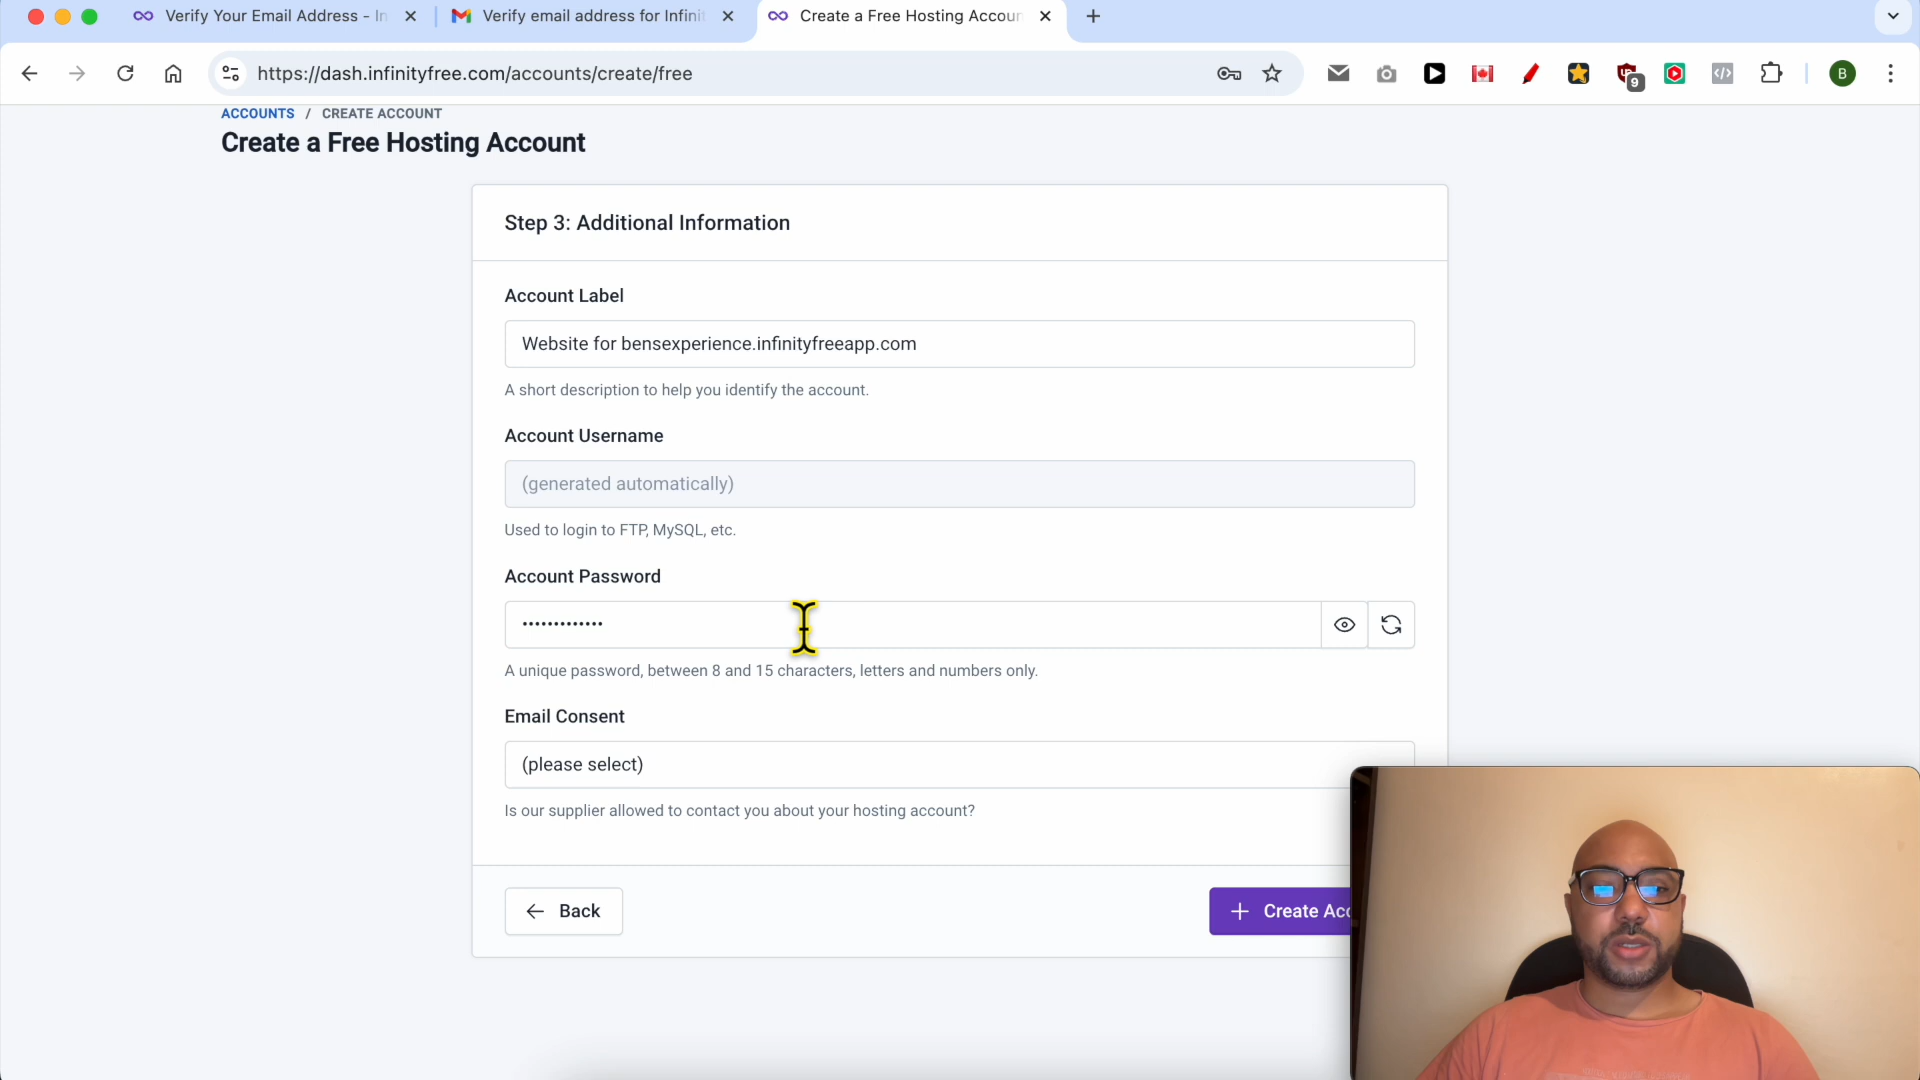 Verify Your Email Address - In
Verify email address for Infinit
Create a Free Hosting Accour
https://dash.infinityfree.com/accounts/create/free
9
B
ACCOUNTS / CREATE ACCOUNT
Create a Free Hosting Account
Step 3: Additional Information
Account Label
Website for bensexperience.infinityfreeapp.com
A short description to help you identify the account.
Account Username
(generated automatically)
Used to login to FTP, MySQL, etc.
Account Password
•••••••••••••
A unique password, between 8 and 15 characters, letters and numbers only.
Email Consent
(please select)
Is our supplier allowed to contact you about your hosting account?
Back
Create Acc